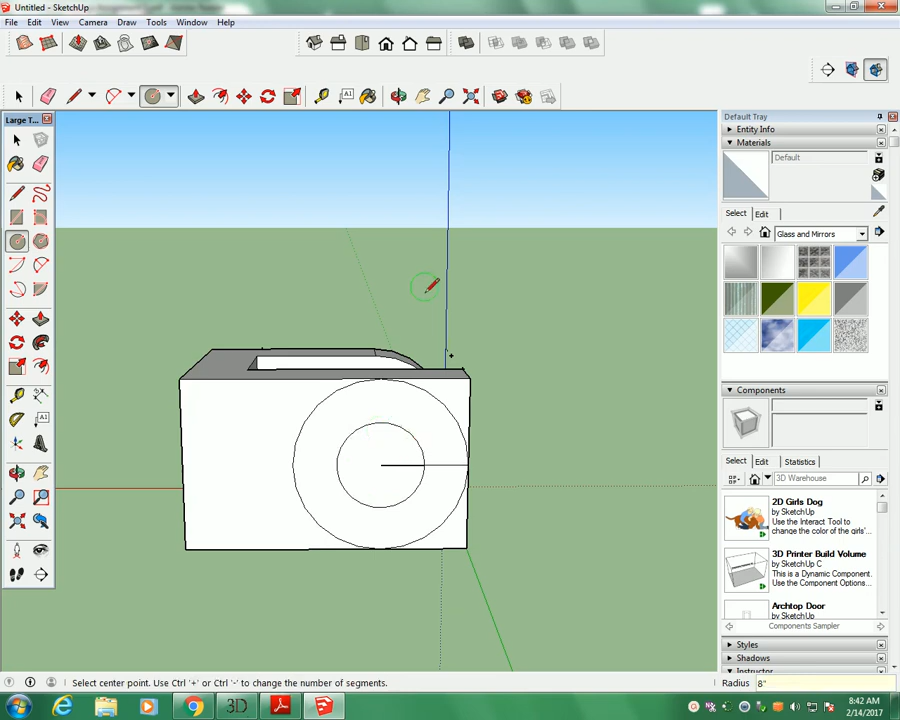 Untitled - SketchUp
File Edit View Camera Draw Tools Window Help
Large T...
Default Tray
Entity Info
Materials
Default
Select Edit
Glass and Mirrors
Components
Select Edit Statistics
3D Warehouse
2D Girls Dog
by SketchUp
Use the Interact Tool to
change the color of the girls'...
3D Printer Build Volume
by SketchUp C
This is a Dynamic Component.
Use the Component Options...
Archtop Door
by SketchUp
Components Sampler
Styles
Shadows
Instructor
Select center point. Use Ctrl '+' or Ctrl '-' to change the number of segments.
Radius 8"
3D
8:42 AM
2/14/2017